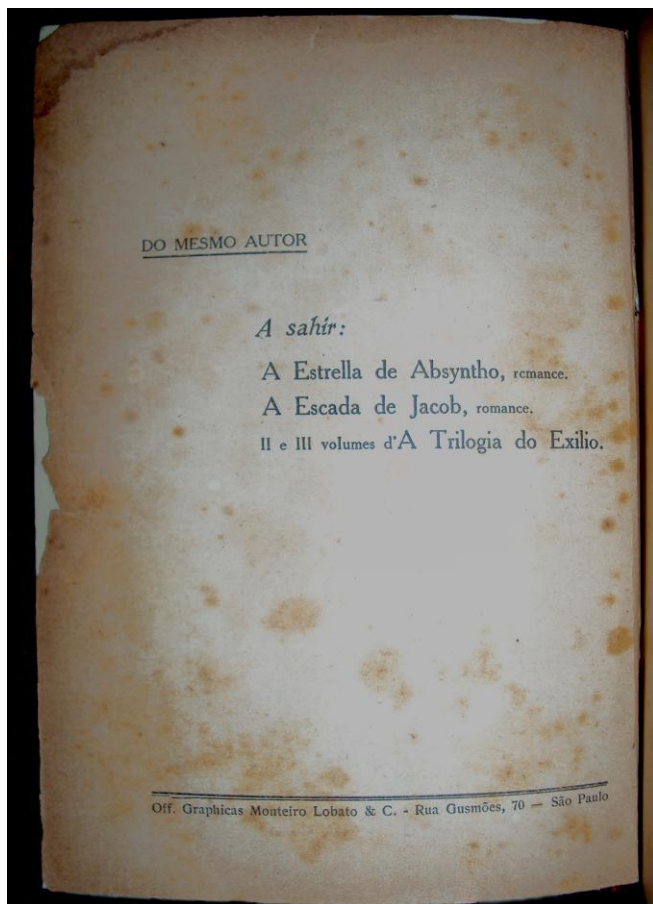 DO MESMO AUTOR
A sahir:
A Estrella de Absyntho, rcmance.
A Escada de Jacob, romance.
II e III volumes d'A Trilogia do Exilio.
Off. Graphicas Monteiro Lobato & C. - Rua Gusmões, 70 — São Paulo